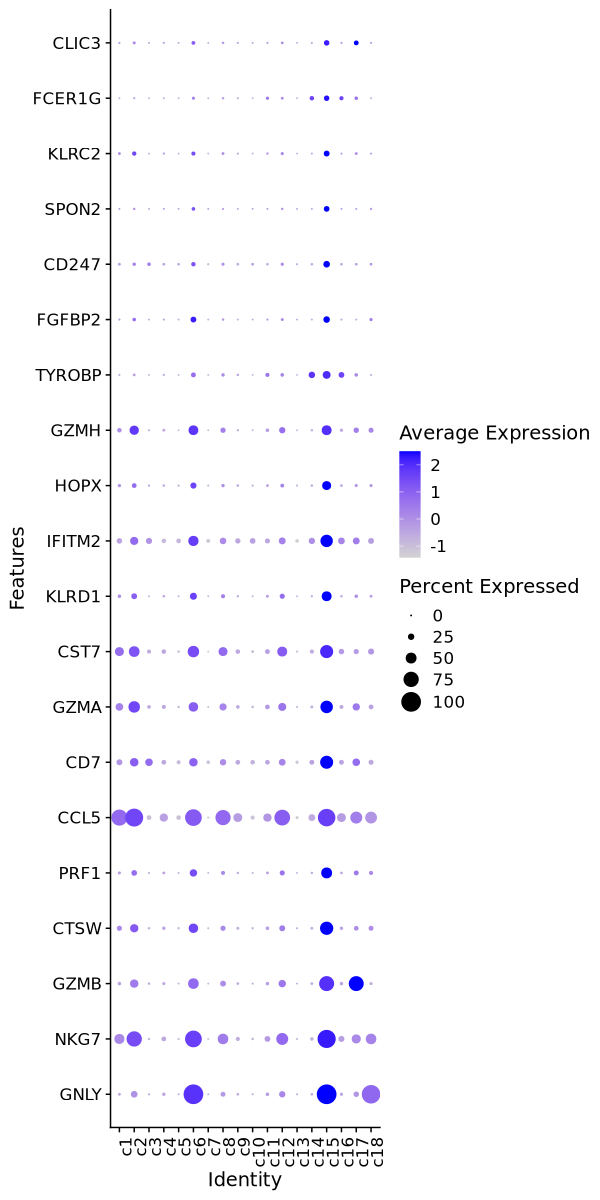 CLIC3
FCER1G
KLRC2
SPON2
CD247
FGFBP2
TYROBP
GZMH
HOPX
IFITM2
KLRD1
CST7
GZMA
CD7
CCL5
PRF1
CTSW
GZMB
NKG7
GNLY
Features
c1
c2
c3
c4
c5
c6
c7
c8
c9
c10
c11
c12
c13
c14
c15
c16
c17
c18
Identity
Average Expression
2
1
0
-1
Percent Expressed
0
25
50
75
100